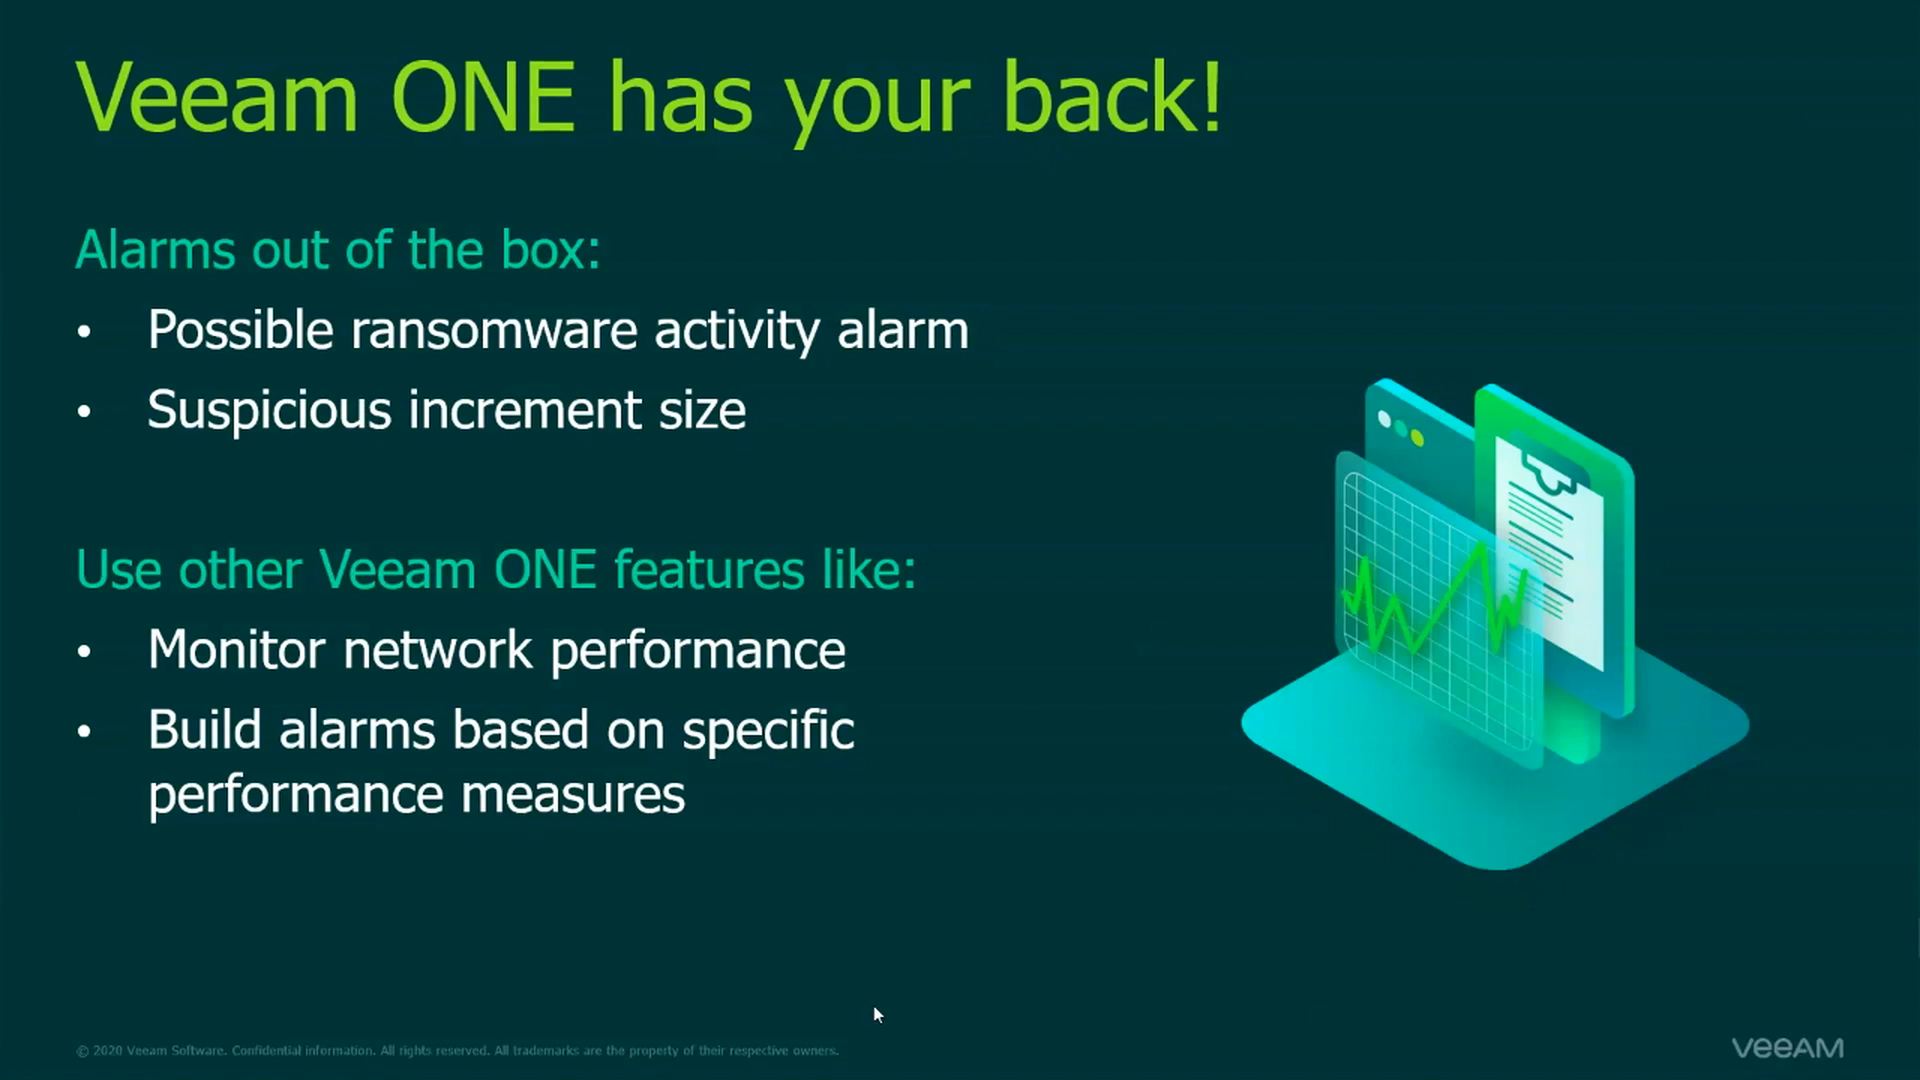 Veeam ONE has your back!
Alarms out of the box:
• Possible ransomware activity alarm
• Suspicious increment size
Use other Veeam ONE features like:
• Monitor network performance
• Build alarms based on specific
performance measures
© 2020 Veeam Software. Confidential information. All rights reserved. All trademarks are the property of their respective owners.
veeAM